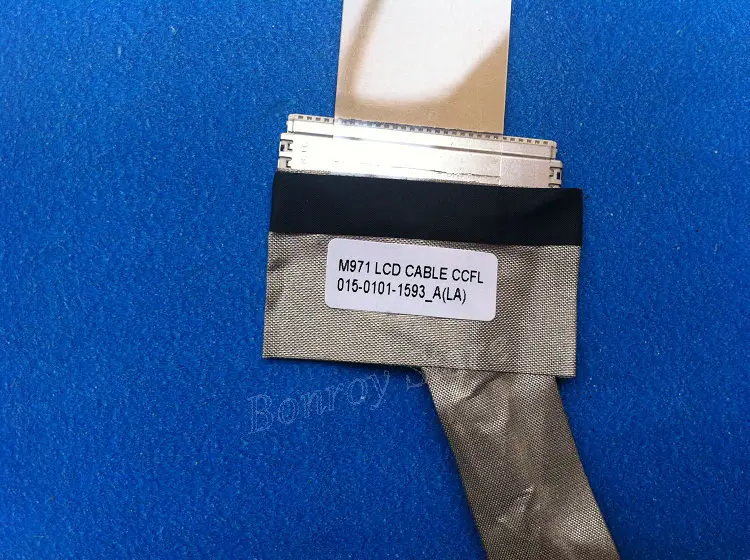 M971 LCD CABLE CCFL
015-0101-1593_A(LA)
Bonroy